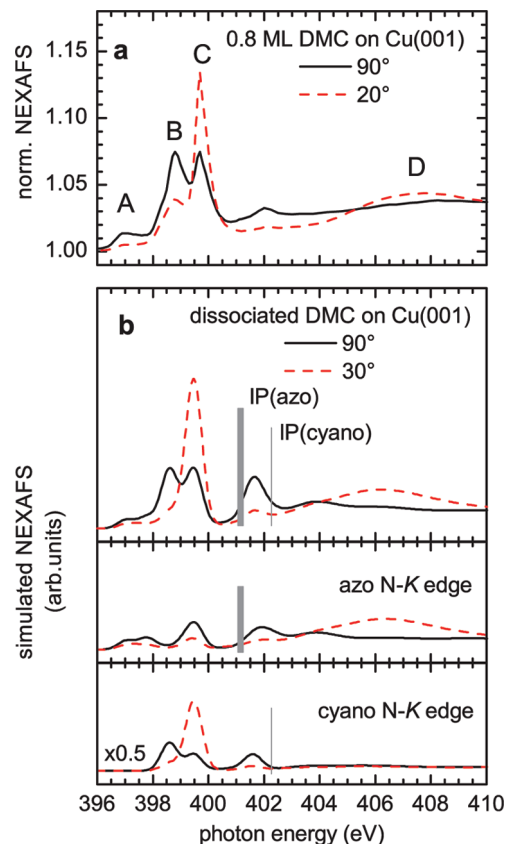 a
0.8 ML DMC on Cu(001)
90°
20°
A
B
C
D
1.15
1.10
1.05
1.00
norm. NEXAFS
b
dissociated DMC on Cu(001)
90°
30°
IP(azo)
IP(cyano)
azo N-K edge
cyano N-K edge
x0.5
simulated NEXAFS
(arb.units)
396 398 400 402 404 406 408 410
photon energy (eV)